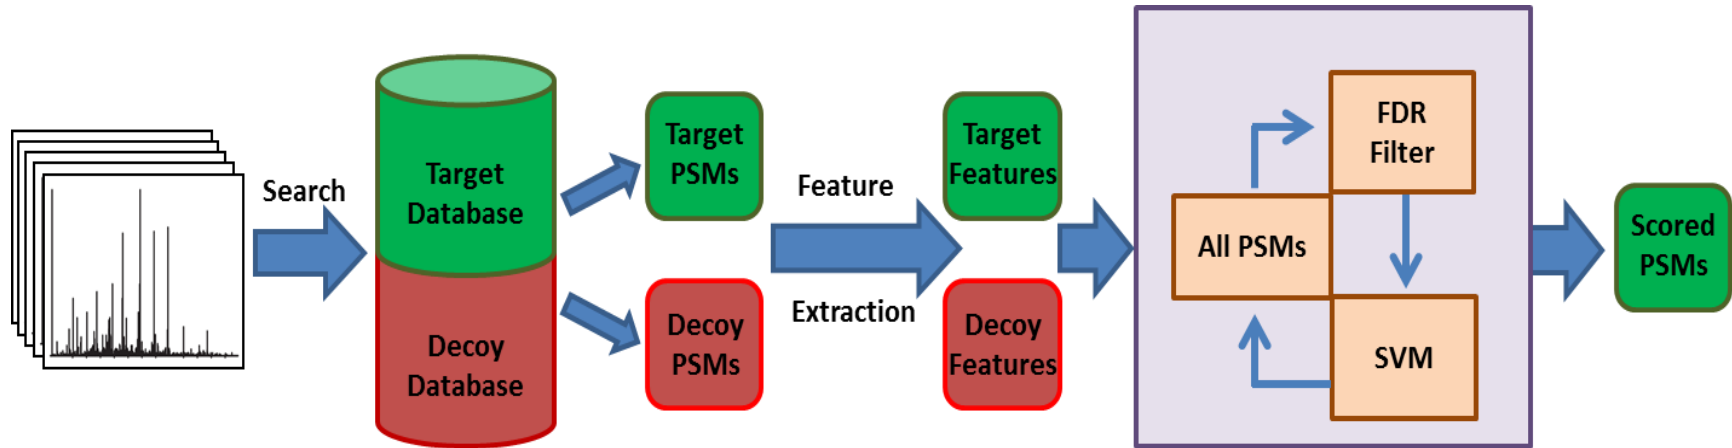 Search
Target
Database
Decoy
Database
Target
PSMs
Decoy
PSMs
Feature
Extraction
Target
Features
Decoy
Features
FDR
Filter
All PSMs
SVM
Scored
PSMs